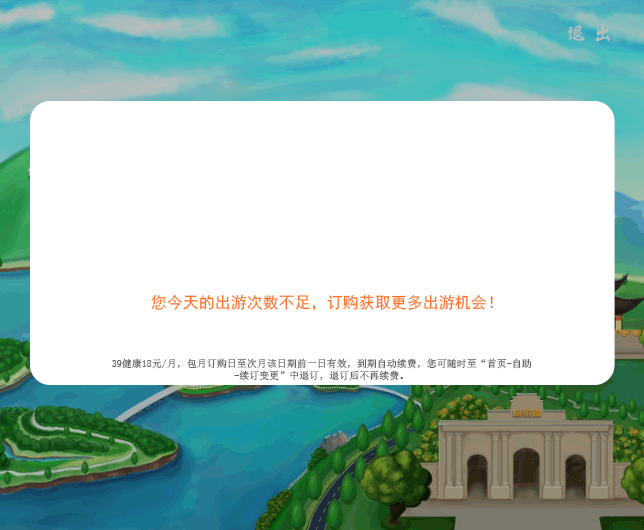 退 出
您今天的出游次数不足，订购获取更多出游机会！
39健康18元/月，包月订购日至次月该日期前一日有效，到期自动续费，您可随时至“首页-自助
-续订变更”中退订，退订后不再续费。